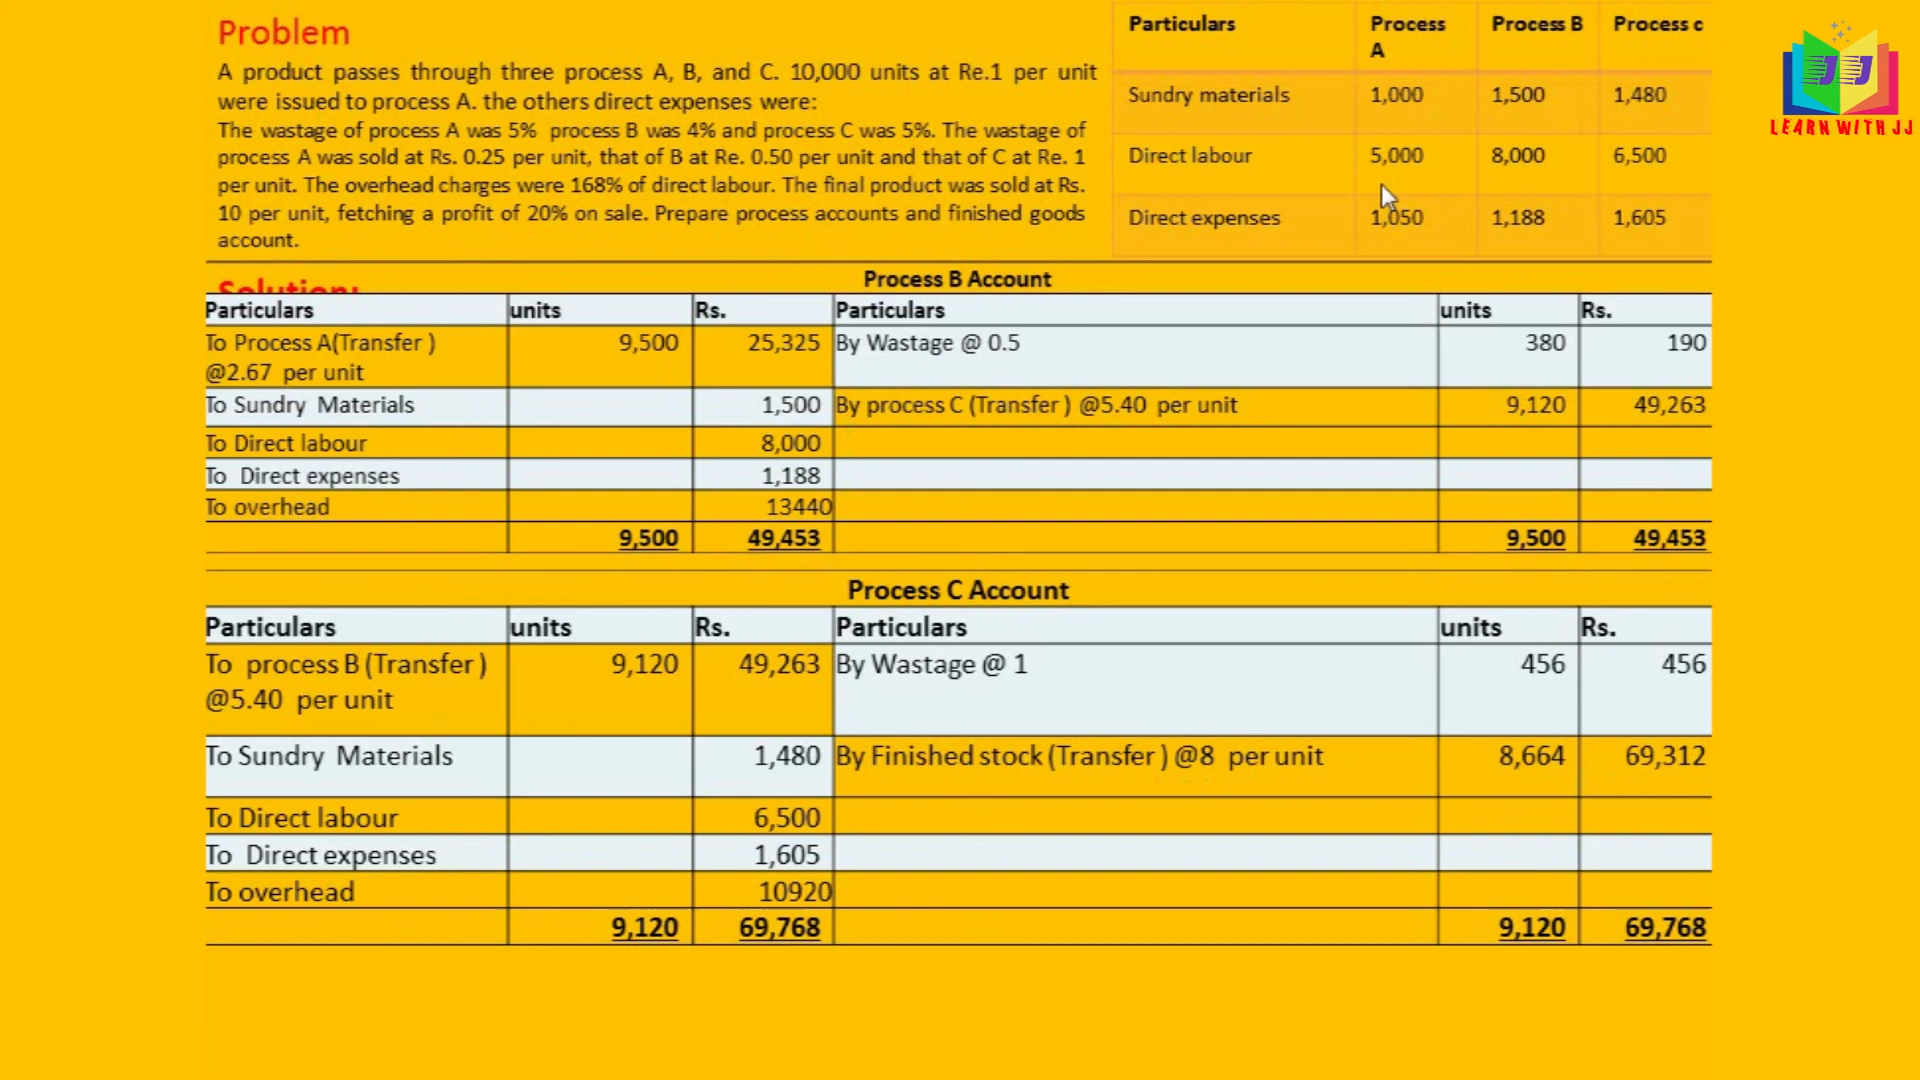 Problem
A product passes through three process A, B, and C. 10,000 units at Re.1 per unit
were issued to process A. the others direct expenses were:
The wastage of process A was 5% process B was 4% and process C was 5%. The wastage of
process A was sold at Rs. 0.25 per unit, that of B at Re. 0.50 per unit and that of C at Re. 1
per unit. The overhead charges were 168% of direct labour. The final product was sold at Rs.
10 per unit, fetching a profit of 20% on sale. Prepare process accounts and finished goods
account.
Particulars Process A Process B Process c
Sundry materials 1,000 1,500 1,480
Direct labour 5,000 8,000 6,500
Direct expenses 1,050 1,188 1,605
JJ
LEARN WITH JJ
Solution:
Process B Account
Particulars units Rs. Particulars units Rs.
To Process A(Transfer ) 9,500 25,325 By Wastage @ 0.5 380 190
@2.67 per unit
To Sundry Materials 1,500 By process C (Transfer ) @5.40 per unit 9,120 49,263
To Direct labour 8,000
To Direct expenses 1,188
To overhead 13440
9,500 49,453 9,500 49,453
Process C Account
Particulars units Rs. Particulars units Rs.
To process B (Transfer ) 9,120 49,263 By Wastage @ 1 456 456
@5.40 per unit
To Sundry Materials 1,480 By Finished stock (Transfer ) @8 per unit 8,664 69,312
To Direct labour 6,500
To Direct expenses 1,605
To overhead 10920
9,120 69,768 9,120 69,768